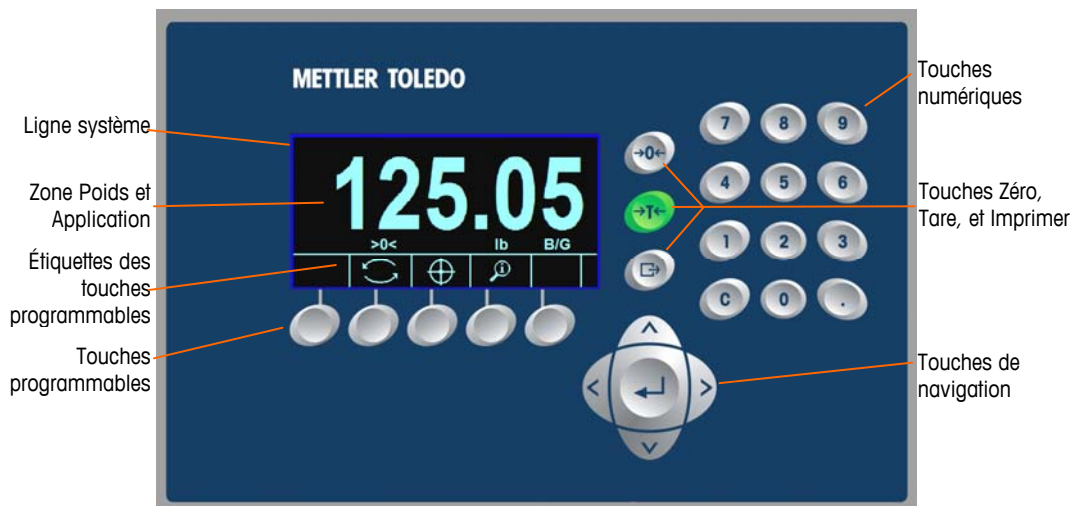 METTLER TOLEDO
Ligne système
Zone Poids et
Application
Étiquettes des
touches
programmables
Touches
programmables
125.05
>0< lb B/G
→0←
→T←
7 8 9
4 5 6
1 2 3
C 0 .
Touches
numériques
Touches Zéro,
Tare, et Imprimer
Touches de
navigation